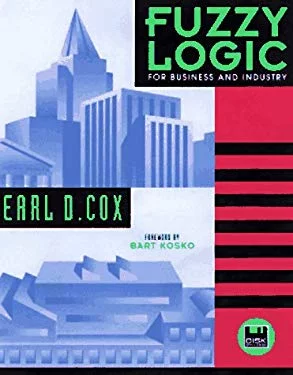 FUZZY
LOGIC
FOR BUSINESS AND INDUSTRY
EARL D. COX
FOREWORD BY
BART KOSKO
DISK